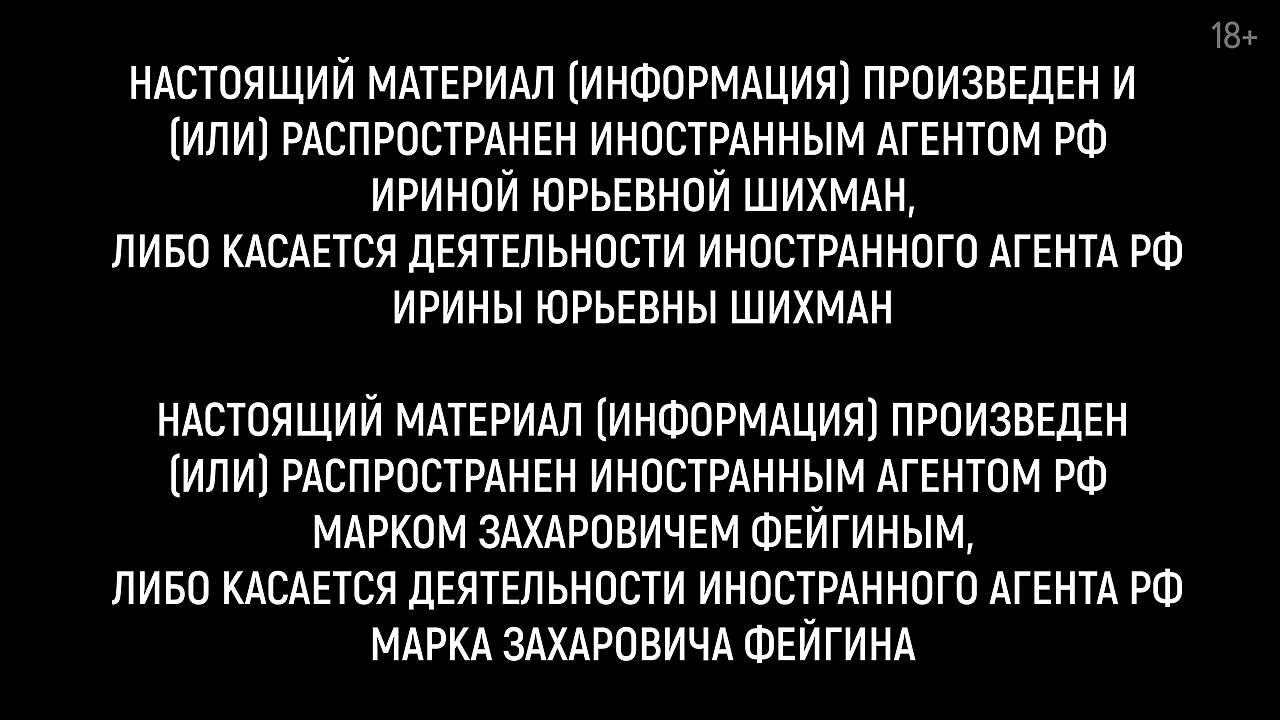 18+
НАСТОЯЩИЙ МАТЕРИАЛ (ИНФОРМАЦИЯ) ПРОИЗВЕДЕН И
(ИЛИ) РАСПРОСТРАНЕН ИНОСТРАННЫМ АГЕНТОМ РФ
ИРИНОЙ ЮРЬЕВНОЙ ШИХМАН,
ЛИБО КАСАЕТСЯ ДЕЯТЕЛЬНОСТИ ИНОСТРАННОГО АГЕНТА РФ
ИРИНЫ ЮРЬЕВНЫ ШИХМАН
НАСТОЯЩИЙ МАТЕРИАЛ (ИНФОРМАЦИЯ) ПРОИЗВЕДЕН
(ИЛИ) РАСПРОСТРАНЕН ИНОСТРАННЫМ АГЕНТОМ РФ
МАРКОМ ЗАХАРОВИЧЕМ ФЕЙГИНЫМ,
ЛИБО КАСАЕТСЯ ДЕЯТЕЛЬНОСТИ ИНОСТРАННОГО АГЕНТА РФ
МАРКА ЗАХАРОВИЧА ФЕЙГИНА